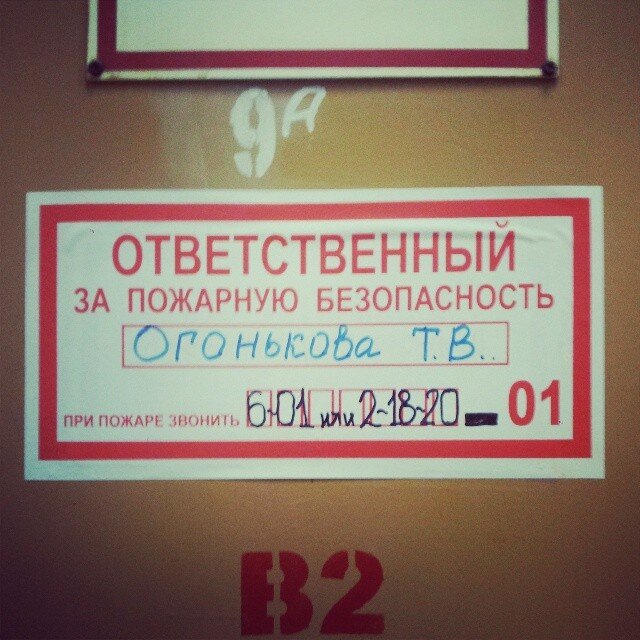 9А
ОТВЕТСТВЕННЫЙ
ЗА ПОЖАРНУЮ БЕЗОПАСНОСТЬ
Огонькова Т.В..
ПРИ ПОЖАРЕ ЗВОНИТЬ 6-01 или 2-18-20 01
В2